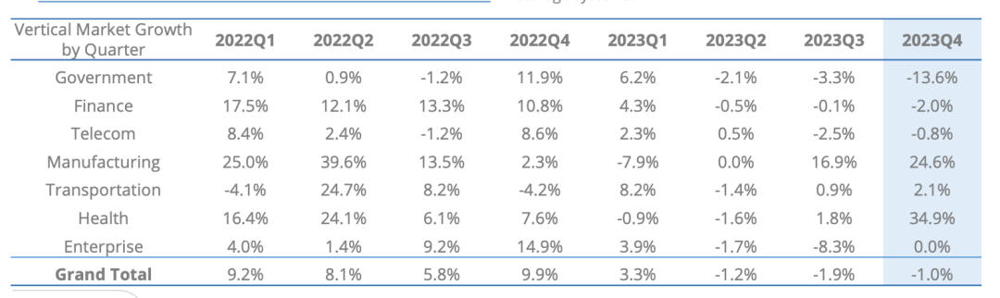 Vertical Market Growth by Quarter 2022Q1 2022Q2 2022Q3 2022Q4 2023Q1 2023Q2 2023Q3 2023Q4
Government 7.1% 0.9% -1.2% 11.9% 6.2% -2.1% -3.3% -13.6%
Finance 17.5% 12.1% 13.3% 10.8% 4.3% -0.5% -0.1% -2.0%
Telecom 8.4% 2.4% -1.2% 8.6% 2.3% 0.5% -2.5% -0.8%
Manufacturing 25.0% 39.6% 13.5% 2.3% -7.9% 0.0% 16.9% 24.6%
Transportation -4.1% 24.7% 8.2% -4.2% 8.2% -1.4% 0.9% 2.1%
Health 16.4% 24.1% 6.1% 7.6% -0.9% -1.6% 1.8% 34.9%
Enterprise 4.0% 1.4% 9.2% 14.9% 3.9% -1.7% -8.3% 0.0%
Grand Total 9.2% 8.1% 5.8% 9.9% 3.3% -1.2% -1.9% -1.0%